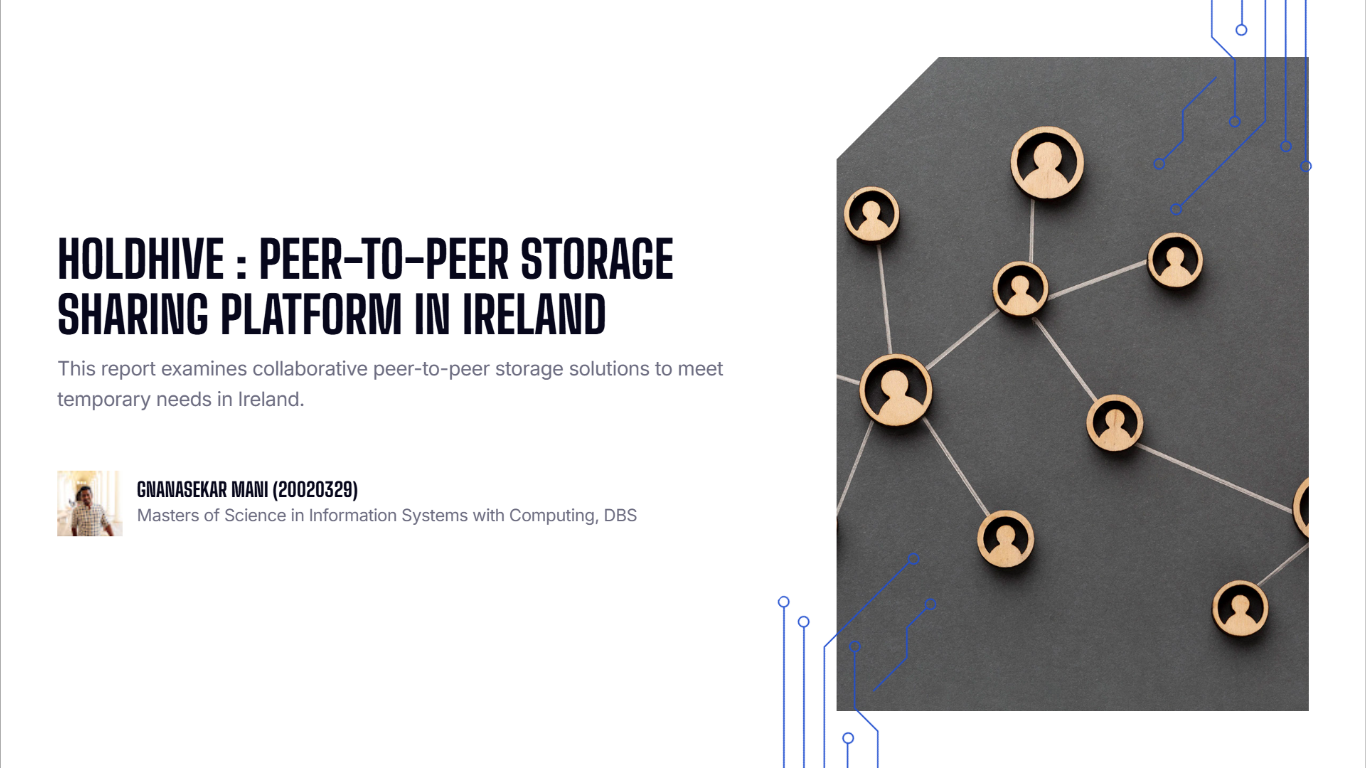 HOLDHIVE : PEER-TO-PEER STORAGE
SHARING PLATFORM IN IRELAND
This report examines collaborative peer-to-peer storage solutions to meet
temporary needs in Ireland.
GNANASEKAR MANI (20020329)
Masters of Science in Information Systems with Computing, DBS